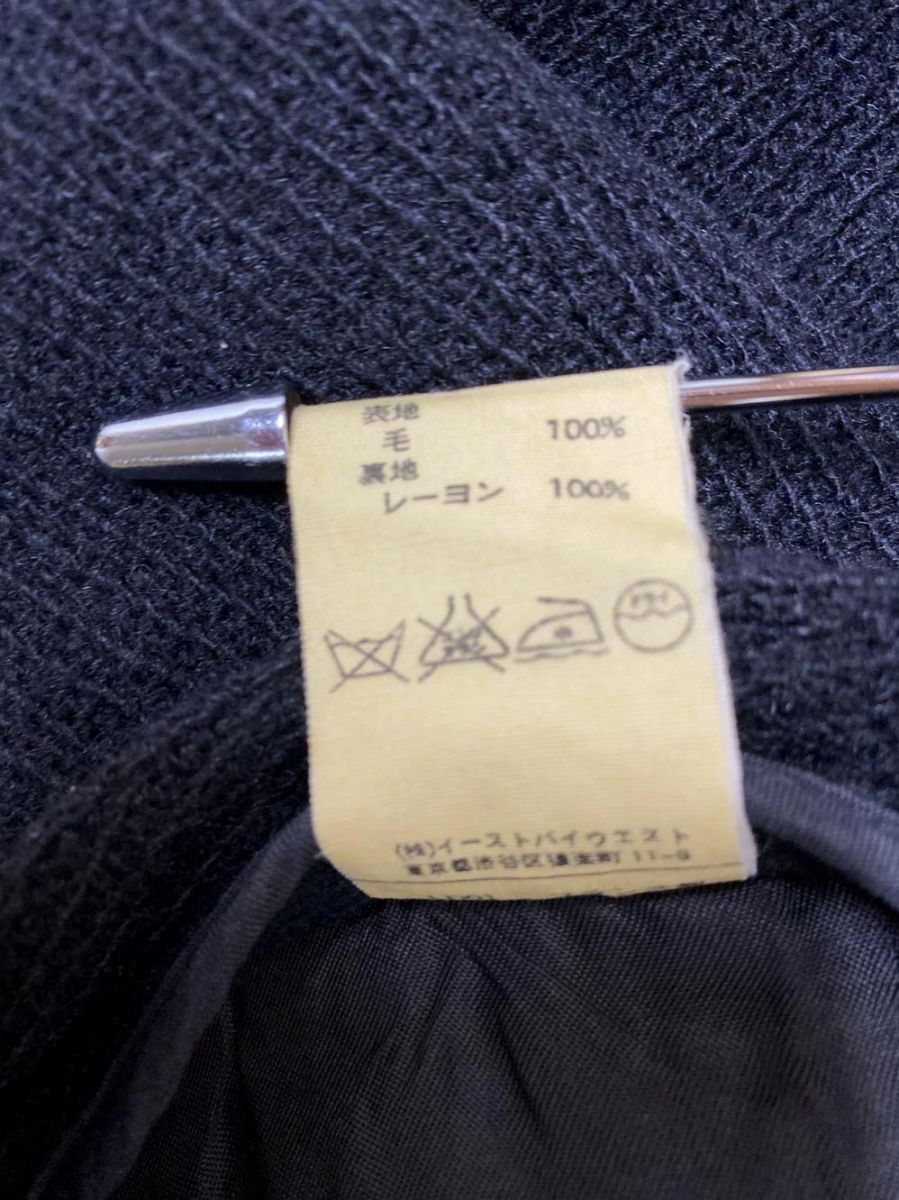 表地
毛 100%
裏地
レーヨン 100%
ドライ
(株)イーストバイウエスト
東京都渋谷区猿楽町 11-9